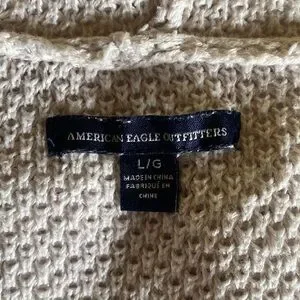 AMERICAN EAGLE OUTFITTERS
L/G
MADE IN CHINA
FABRIQUÉ EN
CHINE